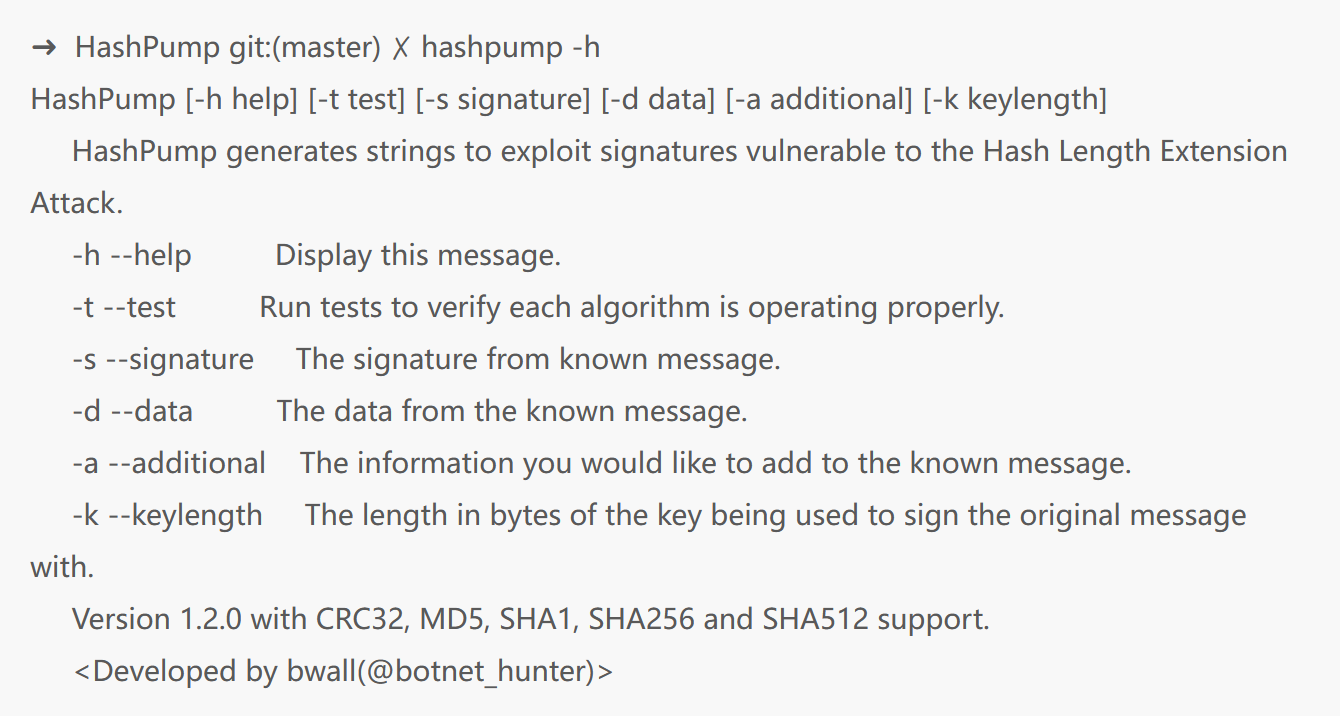 ➜ HashPump git:(master) ✗ hashpump -h
HashPump [-h help] [-t test] [-s signature] [-d data] [-a additional] [-k keylength]
HashPump generates strings to exploit signatures vulnerable to the Hash Length Extension
Attack.
-h --help Display this message.
-t --test Run tests to verify each algorithm is operating properly.
-s --signature The signature from known message.
-d --data The data from the known message.
-a --additional The information you would like to add to the known message.
-k --keylength The length in bytes of the key being used to sign the original message
with.
Version 1.2.0 with CRC32, MD5, SHA1, SHA256 and SHA512 support.
<Developed by bwall(@botnet_hunter)>